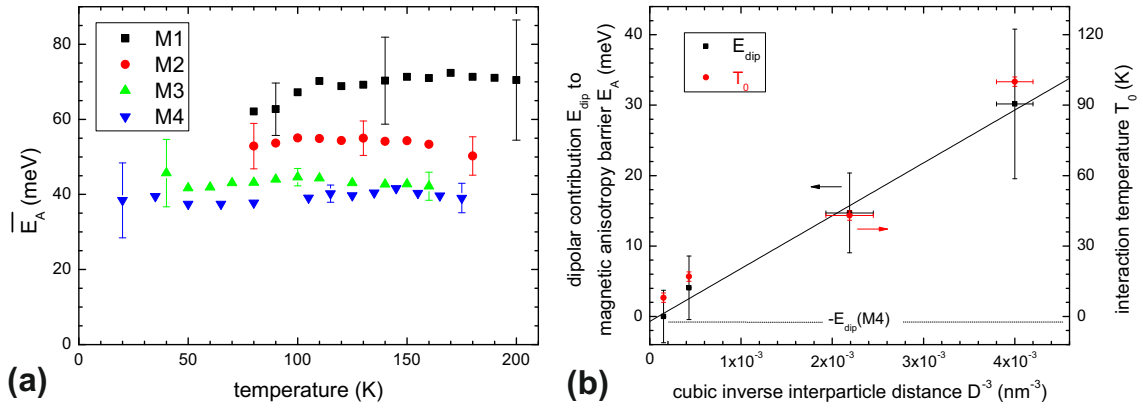 M1
M2
M3
M4
80
60
40
20
0
E̅_A (meV)
0
50
100
150
200
temperature (K)
(a)
E_dip
T_0
40
30
20
10
0
dipolar contribution E_dip to
magnetic anisotropy barrier E_A (meV)
120
90
60
30
0
interaction temperature T_0 (K)
-E_dip(M4)
0
1x10⁻³
2x10⁻³
3x10⁻³
4x10⁻³
cubic inverse interparticle distance D⁻³ (nm⁻³)
(b)